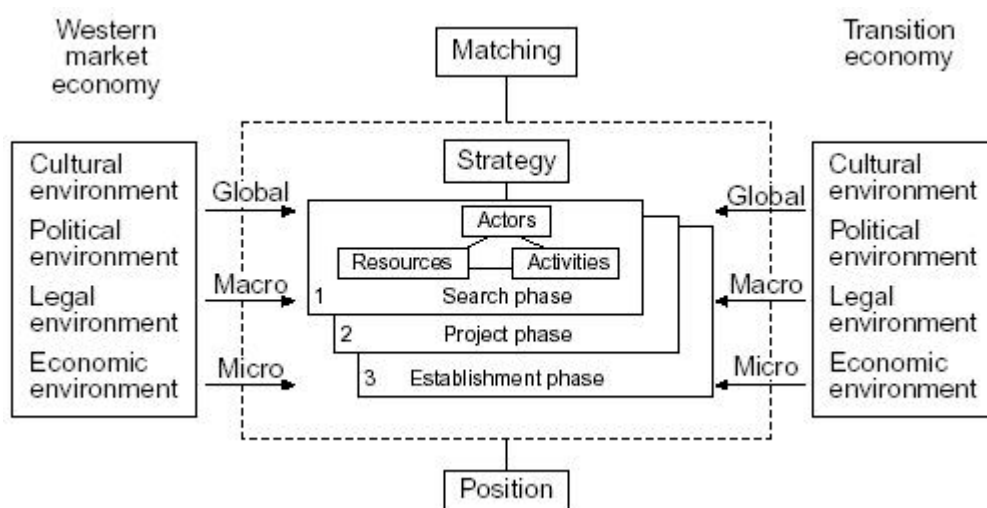 Western
market
economy
Matching
Transition
economy
Cultural
environment
Political
environment
Legal
environment
Economic
environment
Global
Macro
Micro
Strategy
Actors
Resources
Activities
1
Search phase
2
Project phase
3
Establishment phase
Global
Macro
Micro
Cultural
environment
Political
environment
Legal
environment
Economic
environment
Position